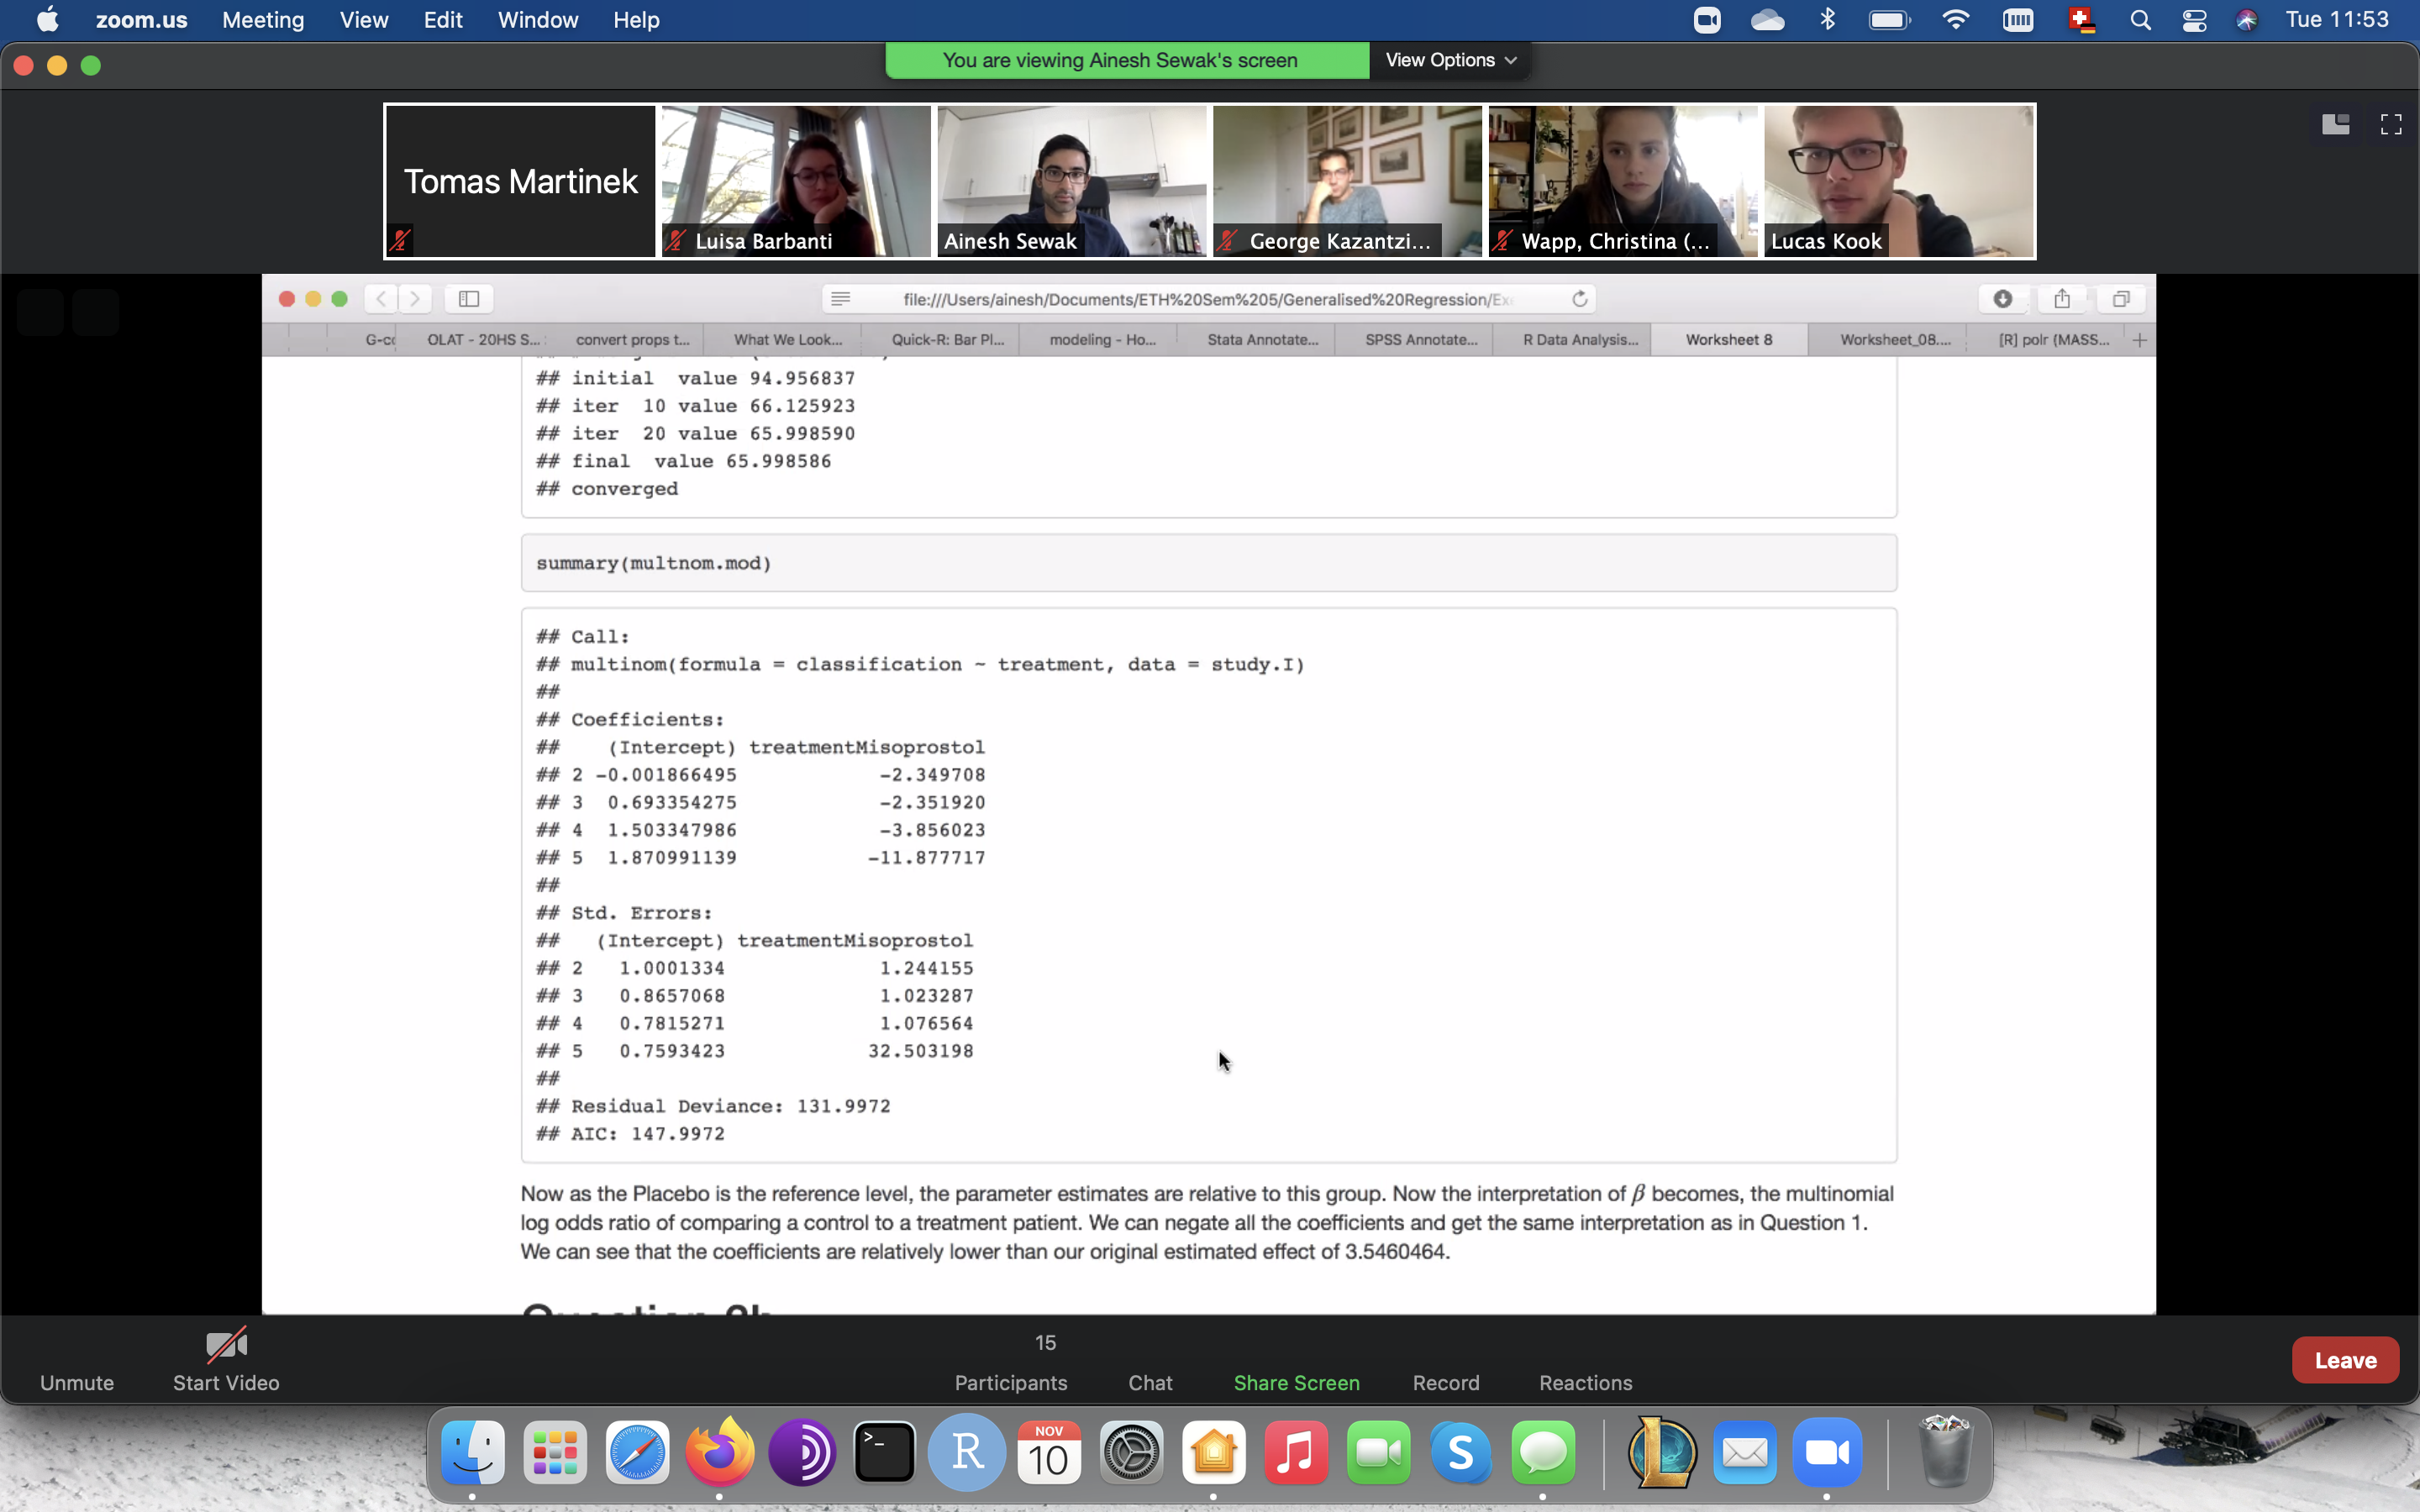 zoom.us Meeting View Edit Window Help Tue 11:53
You are viewing Ainesh Sewak's screen View Options
Tomas Martinek
Luisa Barbanti
Ainesh Sewak
George Kazantzi...
Wapp, Christina (...
Lucas Kook
file:///Users/ainesh/Documents/ETH%20Sem%205/Generalised%20Regression/Ex
OLAT - 20HS S... convert props t... What We Look... Quick-R: Bar Pl... modeling - Ho... Stata Annotate... SPSS Annotate... R Data Analysis... Worksheet 8 Worksheet_08.... [R] polr (MASS...
## initial  value 94.956837
## iter  10 value 66.125923
## iter  20 value 65.998590
## final  value 65.998586
## converged
summary(multnom.mod)
## Call:
## multinom(formula = classification ~ treatment, data = study.I)
##
## Coefficients:
##    (Intercept) treatmentMisoprostol
## 2 -0.001866495            -2.349708
## 3  0.693354275            -2.351920
## 4  1.503347986            -3.856023
## 5  1.870991139           -11.877717
##
## Std. Errors:
##   (Intercept) treatmentMisoprostol
## 2   1.0001334             1.244155
## 3   0.8657068             1.023287
## 4   0.7815271             1.076564
## 5   0.7593423            32.503198
##
## Residual Deviance: 131.9972
## AIC: 147.9972
Now as the Placebo is the reference level, the parameter estimates are relative to this group. Now the interpretation of β becomes, the multinomial
log odds ratio of comparing a control to a treatment patient. We can negate all the coefficients and get the same interpretation as in Question 1.
We can see that the coefficients are relatively lower than our original estimated effect of 3.5460464.
15
Unmute Start Video Participants Chat Share Screen Record Reactions Leave
NOV
10